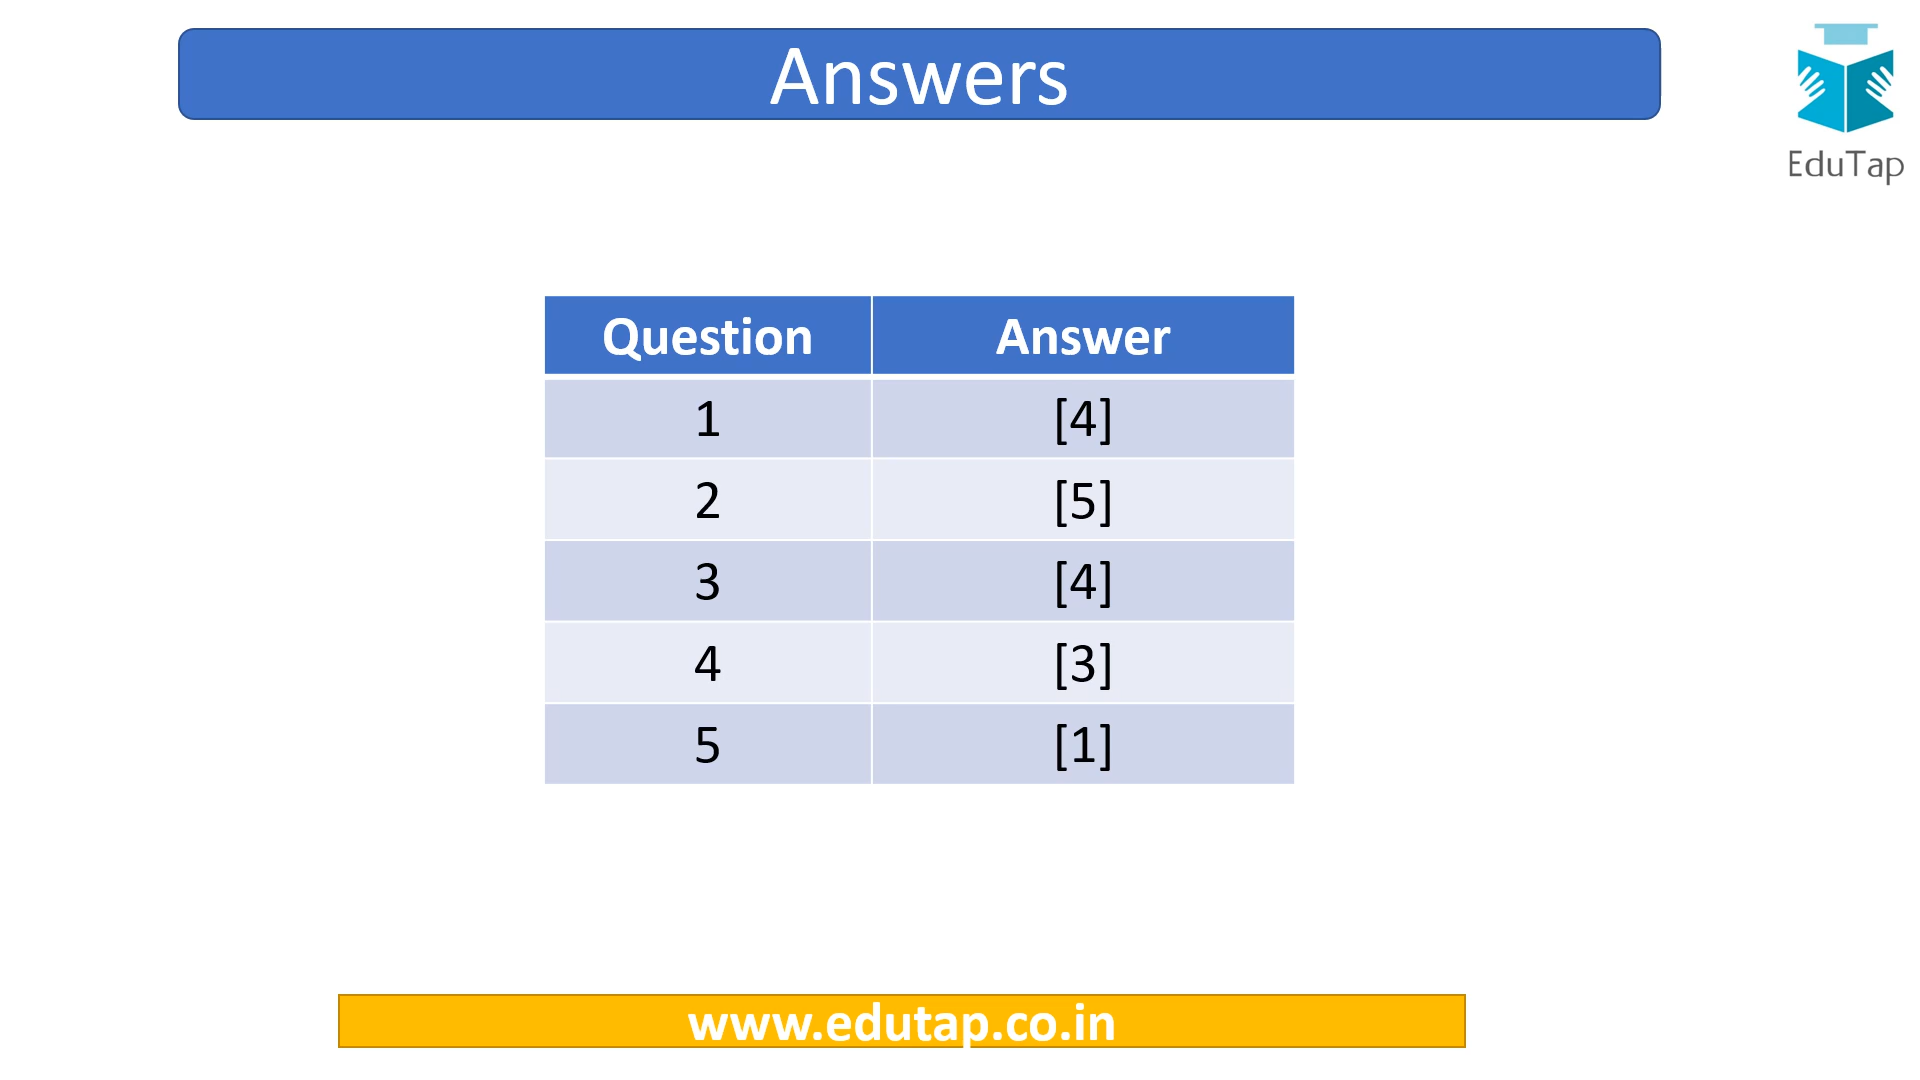 Answers
EduTap
Question Answer
1 [4]
2 [5]
3 [4]
4 [3]
5 [1]
www.edutap.co.in